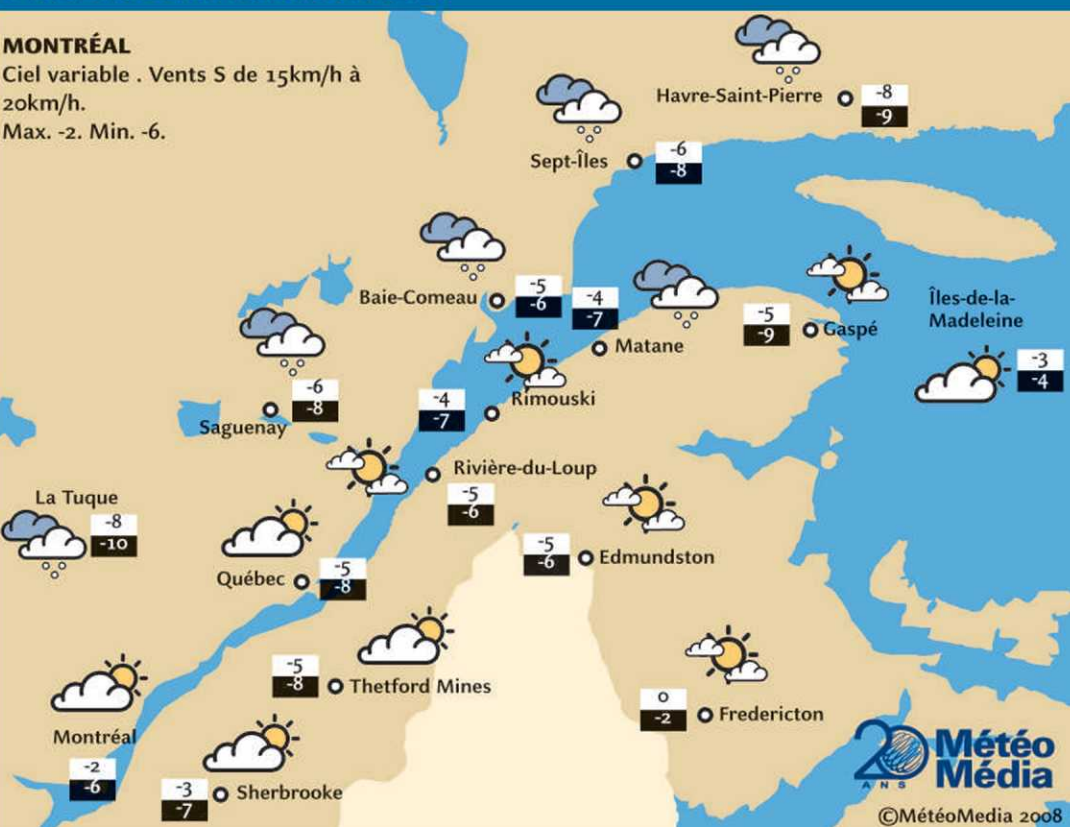 MONTRÉAL
Ciel variable . Vents S de 15km/h à
20km/h.
Max. -2. Min. -6.
Havre-Saint-Pierre
-8
-9
Sept-Îles
-6
-8
Baie-Comeau
-5
-6
-4
-7
Matane
-5
-9
Gaspé
Îles-de-la-
Madeleine
-3
-4
-6
-8
Saguenay
-4
-7
Rimouski
Rivière-du-Loup
-5
-6
La Tuque
-8
-10
Québec
-5
-8
-5
-6
Edmundston
-5
-8
Thetford Mines
0
-2
Fredericton
Montréal
-2
-6
-3
-7
Sherbrooke
20
ANS
Météo
Média
©MétéoMedia 2008